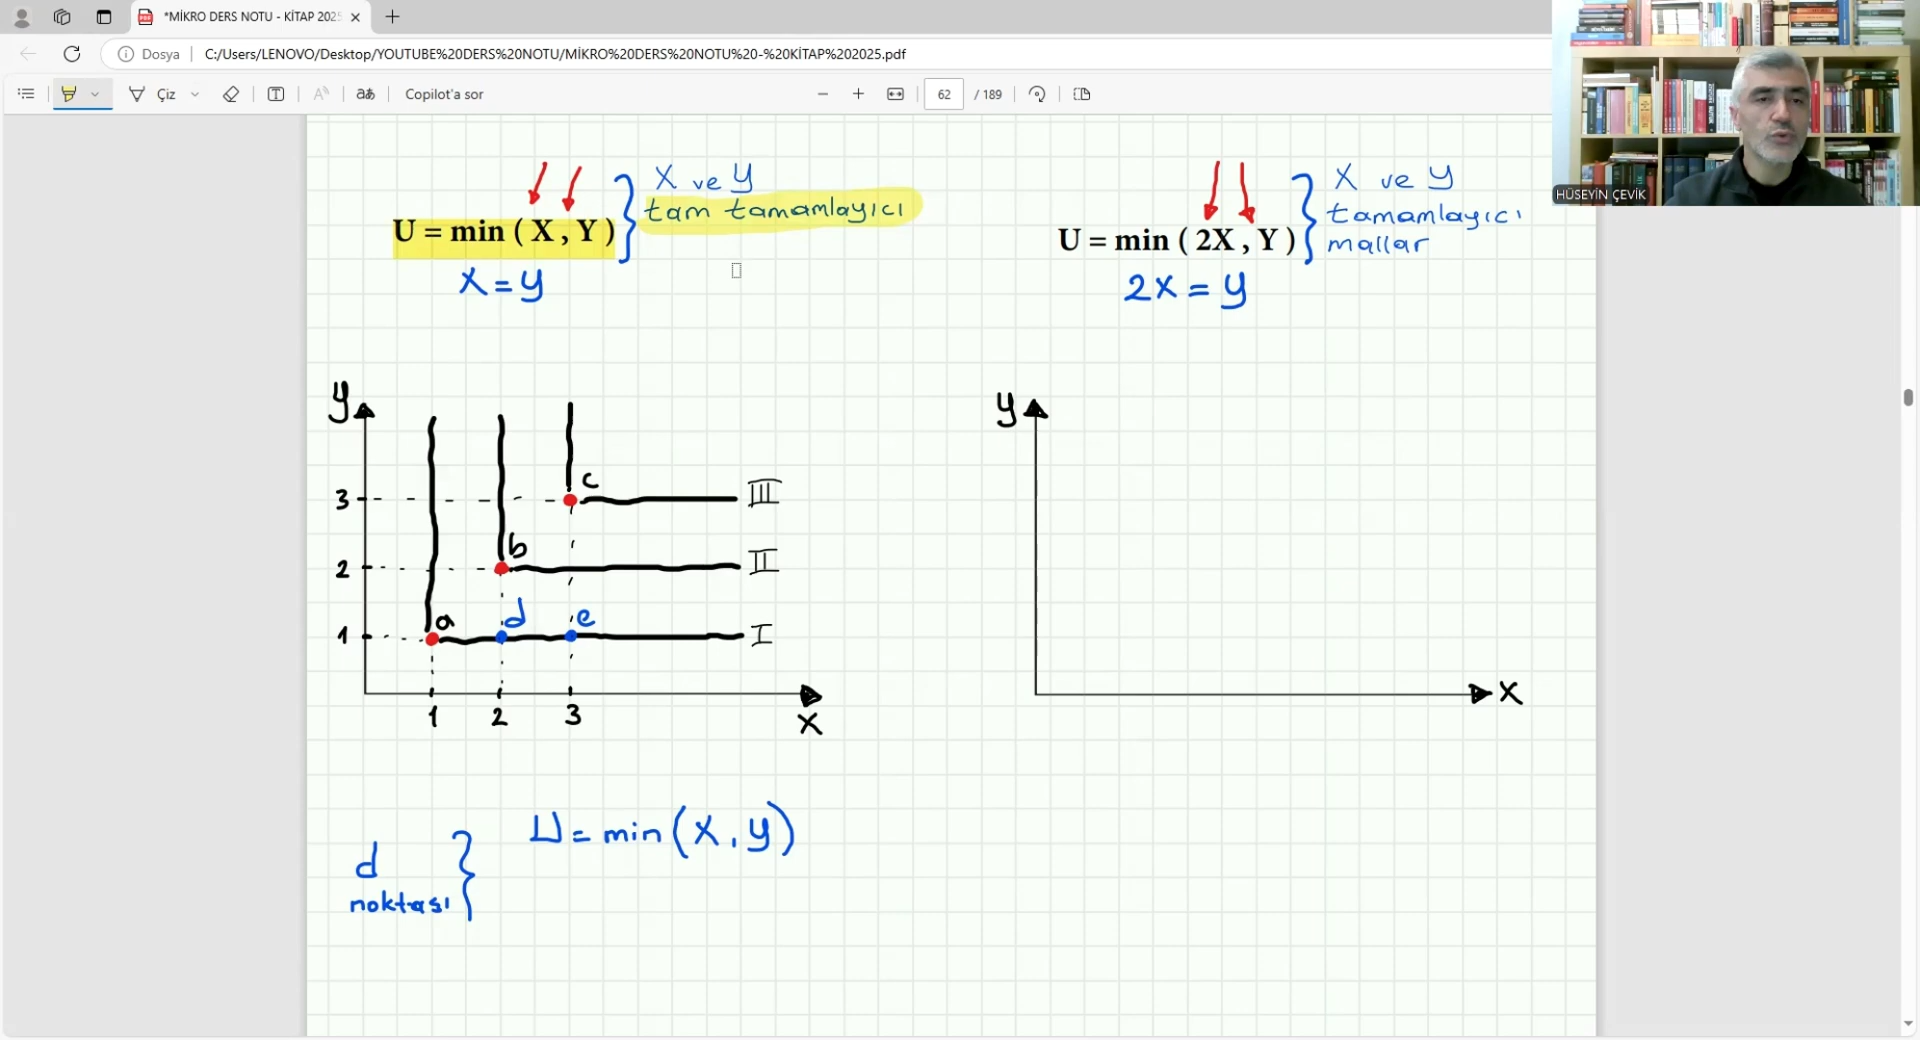 *MİKRO DERS NOTU - KİTAP 2025
Dosya
C:/Users/LENOVO/Desktop/YOUTUBE%20DERS%20NOTU/MİKRO%20DERS%20NOTU%20-%20KİTAP%202025.pdf
Çiz
Copilot'a sor
62 / 189
HÜSEYİN ÇEVİK
U = min ( X , Y )
X ve Y
tam tamamlayıcı
X = Y
U = min ( 2X , Y )
X ve Y
tamamlayıcı
mallar
2X = Y
Y
3
2
1
c
b
a
d
e
III
II
I
1 2 3
X
Y
X
d
noktası
U = min (X, Y)